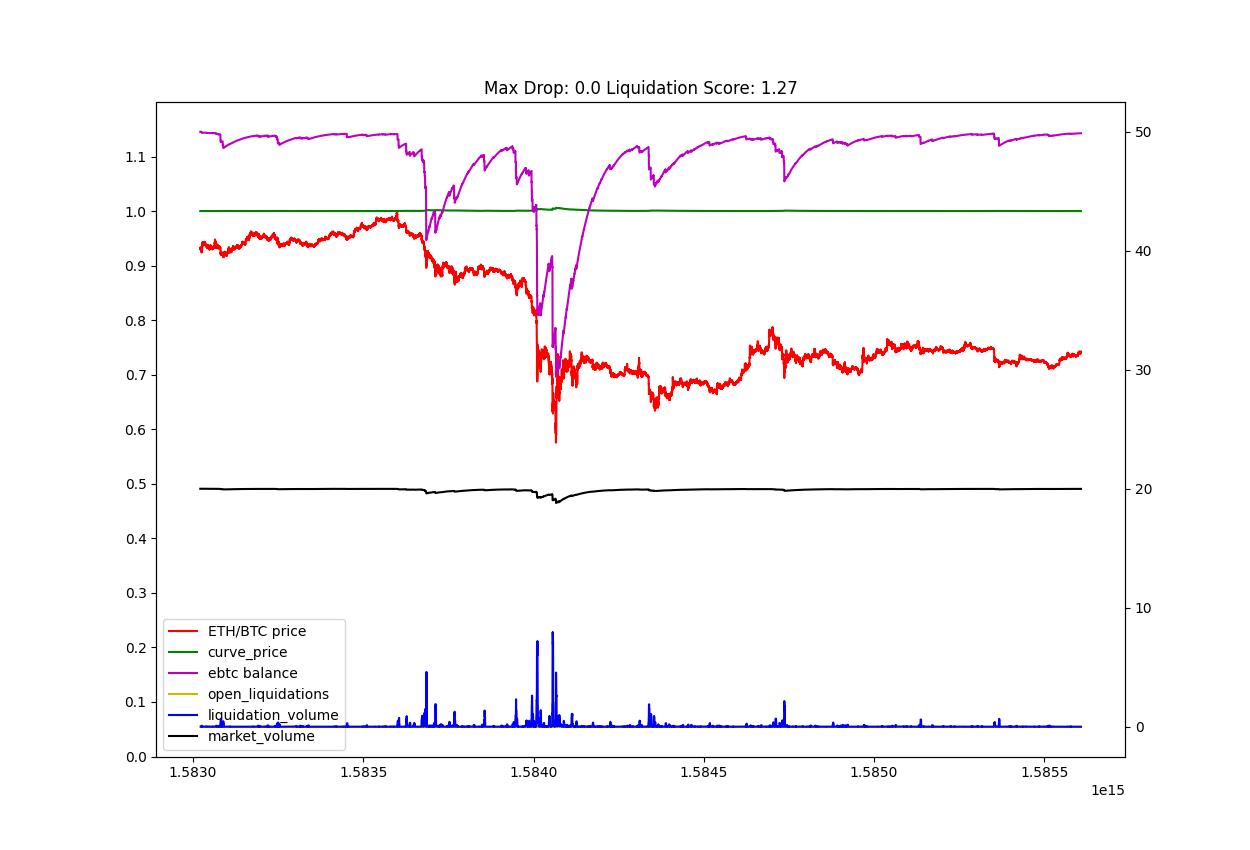 Max Drop: 0.0 Liquidation Score: 1.27
1.1
1.0
0.9
0.8
0.7
0.6
0.5
0.4
0.3
0.2
0.1
0.0
50
40
30
20
10
0
ETH/BTC price
curve_price
ebtc balance
open_liquidations
liquidation_volume
market_volume
1.5830 1.5835 1.5840 1.5845 1.5850 1.5855
1e15